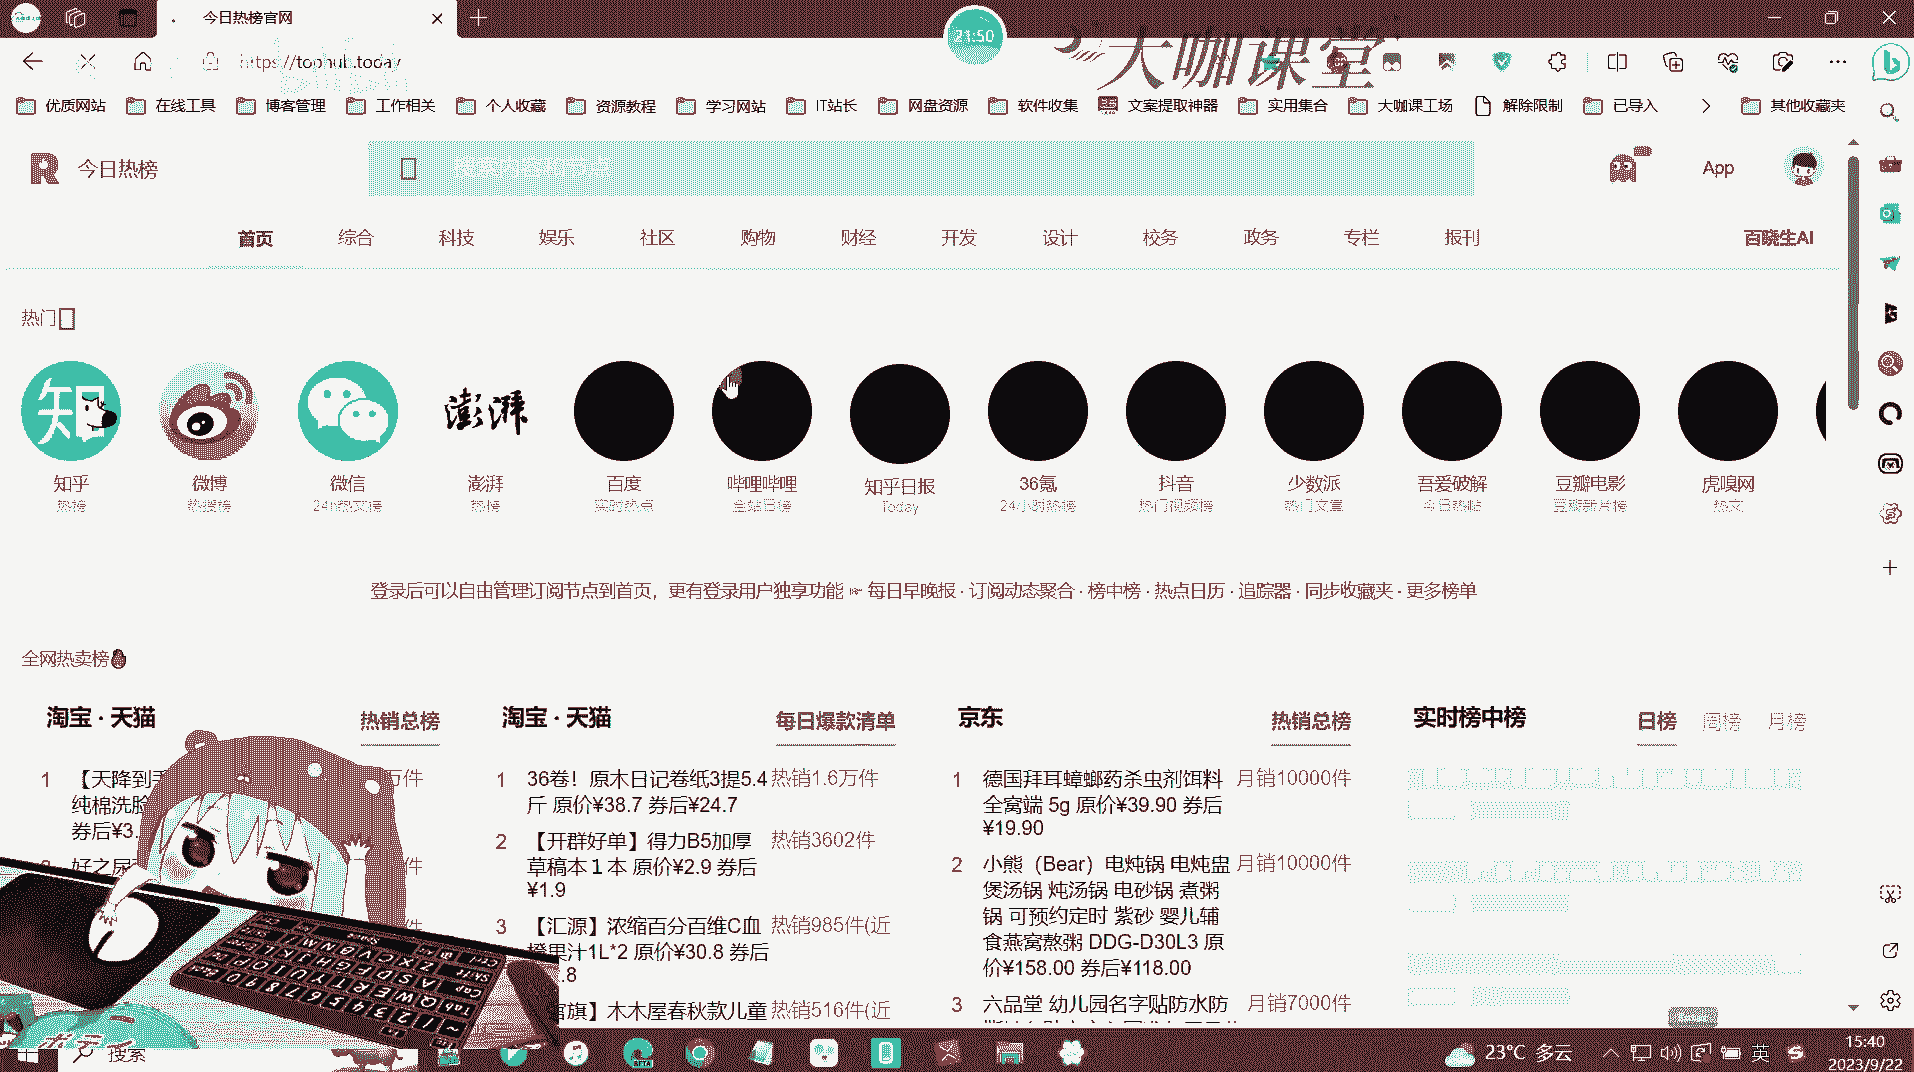 今日热榜官网
21:50
大咖课堂
https://tophub.today
优质网站 在线工具 博客管理 工作相关 个人收藏 资源教程 学习网站 IT站长 网盘资源 软件收集 文案提取神器 实用集合 大咖课工场 解除限制 已导入 其他收藏夹
今日热榜
App
首页 综合 科技 娱乐 社区 购物 财经 开发 设计 校务 政务 专栏 报刊 百晓生AI
热门
澎湃
知乎 微博 微信 澎湃 百度 哔哩哔哩 知乎日报 36氪 抖音 少数派 吾爱破解 豆瓣电影 虎嗅网
热榜 热搜榜 24h热文榜 热榜 实时热点 全站日榜 Today 24小时热榜 热门视频榜 热门文章 今日热帖 豆瓣新片榜 热文
登录后可以自由管理订阅节点到首页，更有登录用户独享功能 ☞ 每日早晚报 · 订阅动态聚合 · 榜中榜 · 热点日历 · 追踪器 · 同步收藏夹 · 更多榜单
全网热卖榜
淘宝 · 天猫 热销总榜
1 【天降到手
万件
纯棉洗脸
券后¥3.
2 好之尿
件
件
淘宝 · 天猫 每日爆款清单
1 36卷！原木日记卷纸3提5.4 热销1.6万件
斤 原价¥38.7 券后¥24.7
2 【开群好单】得力B5加厚 热销3602件
草稿本１本 原价¥2.9 券后
¥1.9
3 【汇源】浓缩百分百维C血 热销985件(近
橙果汁1L*2 原价¥30.8 券后
.8
官旗】木木屋春秋款儿童 热销516件(近
京东 热销总榜
1 德国拜耳蟑螂药杀虫剂饵料 月销10000件
全窝端 5g 原价¥39.90 券后
¥19.90
2 小熊（Bear）电炖锅 电炖盅 月销10000件
煲汤锅 炖汤锅 电砂锅 煮粥
锅 可预约定时 紫砂 婴儿辅
食燕窝熬粥 DDG-D30L3 原
价¥158.00 券后¥118.00
3 六品堂 幼儿园名字贴防水防 月销7000件
实时榜中榜 日榜 周榜 月榜
搜索
23°C 多云
英
15:40
2023/9/22